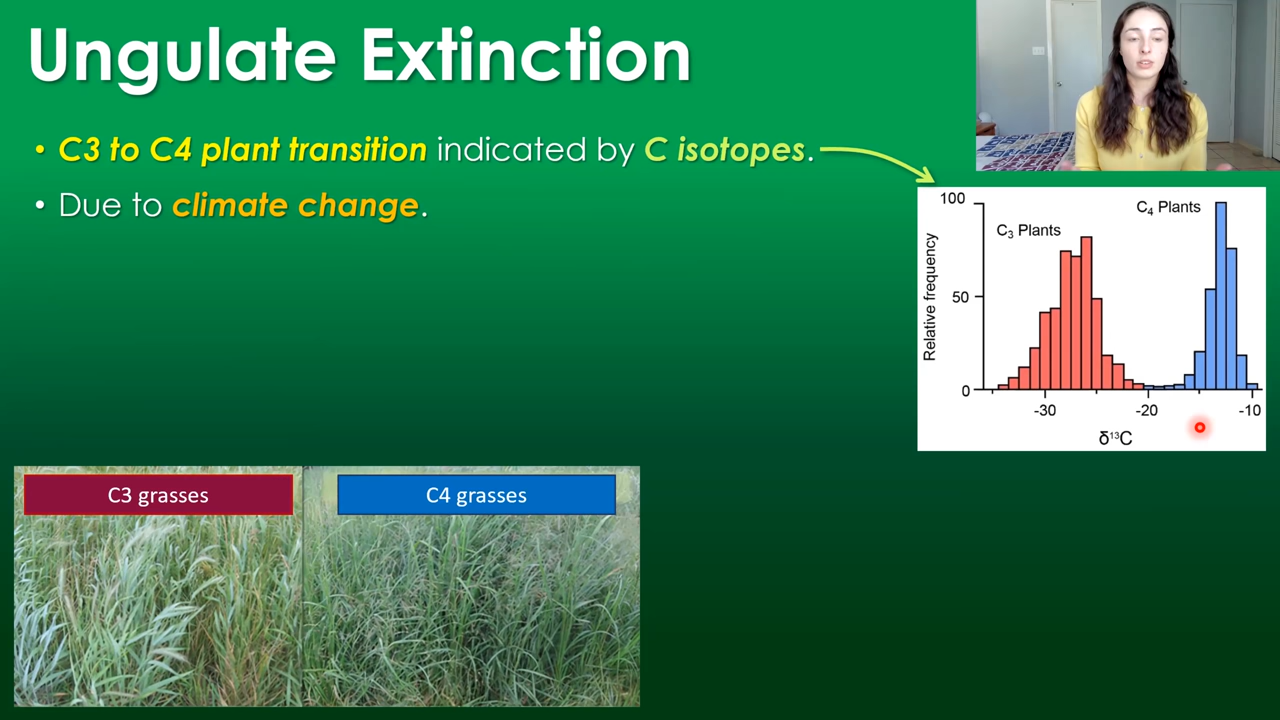 Ungulate Extinction
• C3 to C4 plant transition indicated by C isotopes.
• Due to climate change.
100
50
0
Relative frequency
C₃ Plants
C₄ Plants
-30
-20
-10
δ¹³C
C3 grasses
C4 grasses